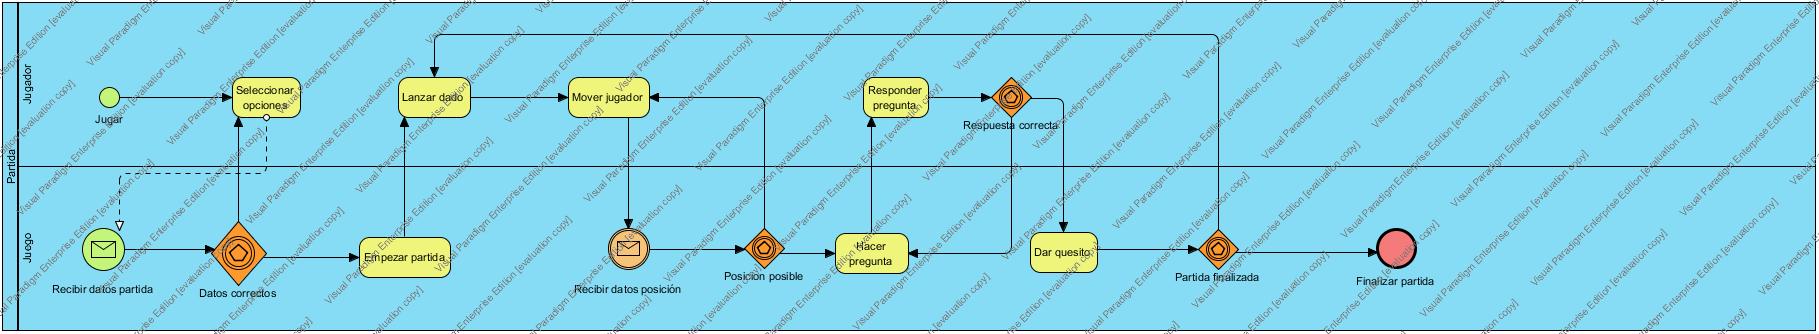 Partida
Jugador
Jugar
Seleccionar
opciones
Lanzar dado
Mover jugador
Responder
pregunta
Respuesta correcta
Juego
Recibir datos partida
Datos correctos
Empezar partida
Recibir datos posición
Posición posible
Hacer
pregunta
Dar quesito
Partida finalizada
Finalizar partida
Visual Paradigm Enterprise Edition [evaluation copy]